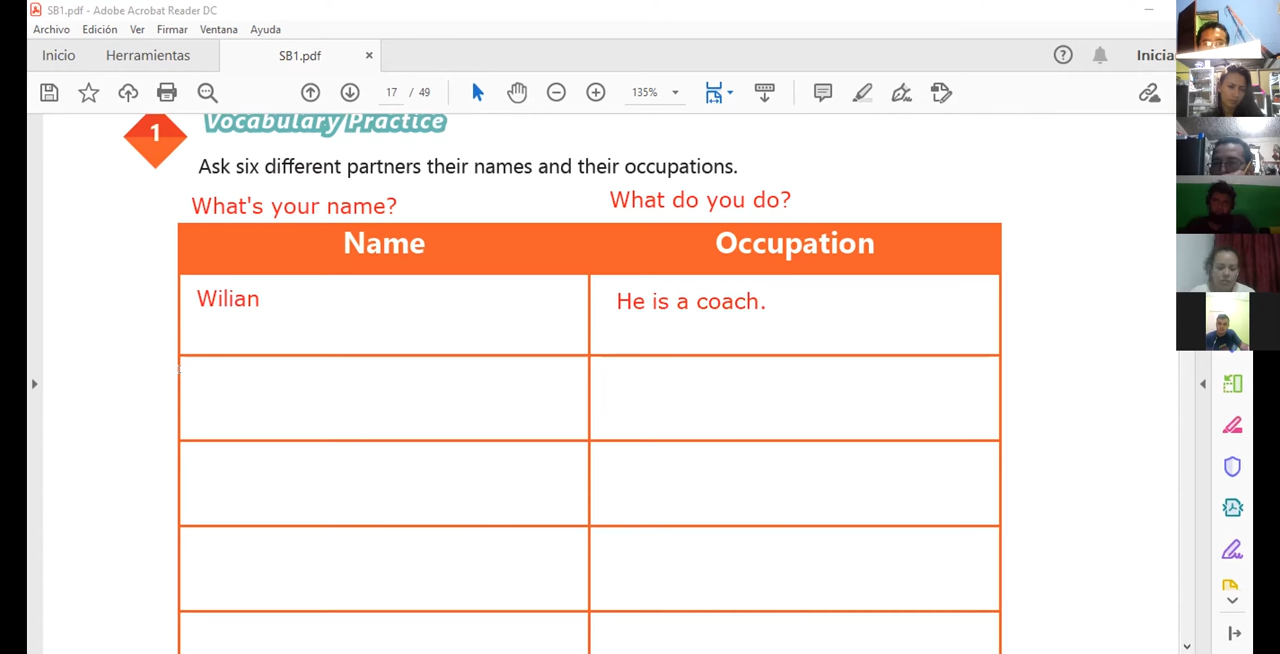 SB1.pdf - Adobe Acrobat Reader DC
Archivo Edición Ver Firmar Ventana Ayuda
Inicio Herramientas SB1.pdf × Inicia
17 / 49 135%
1 Vocabulary Practice
Ask six different partners their names and their occupations.
What's your name? What do you do?
Name Occupation
Wilian He is a coach.